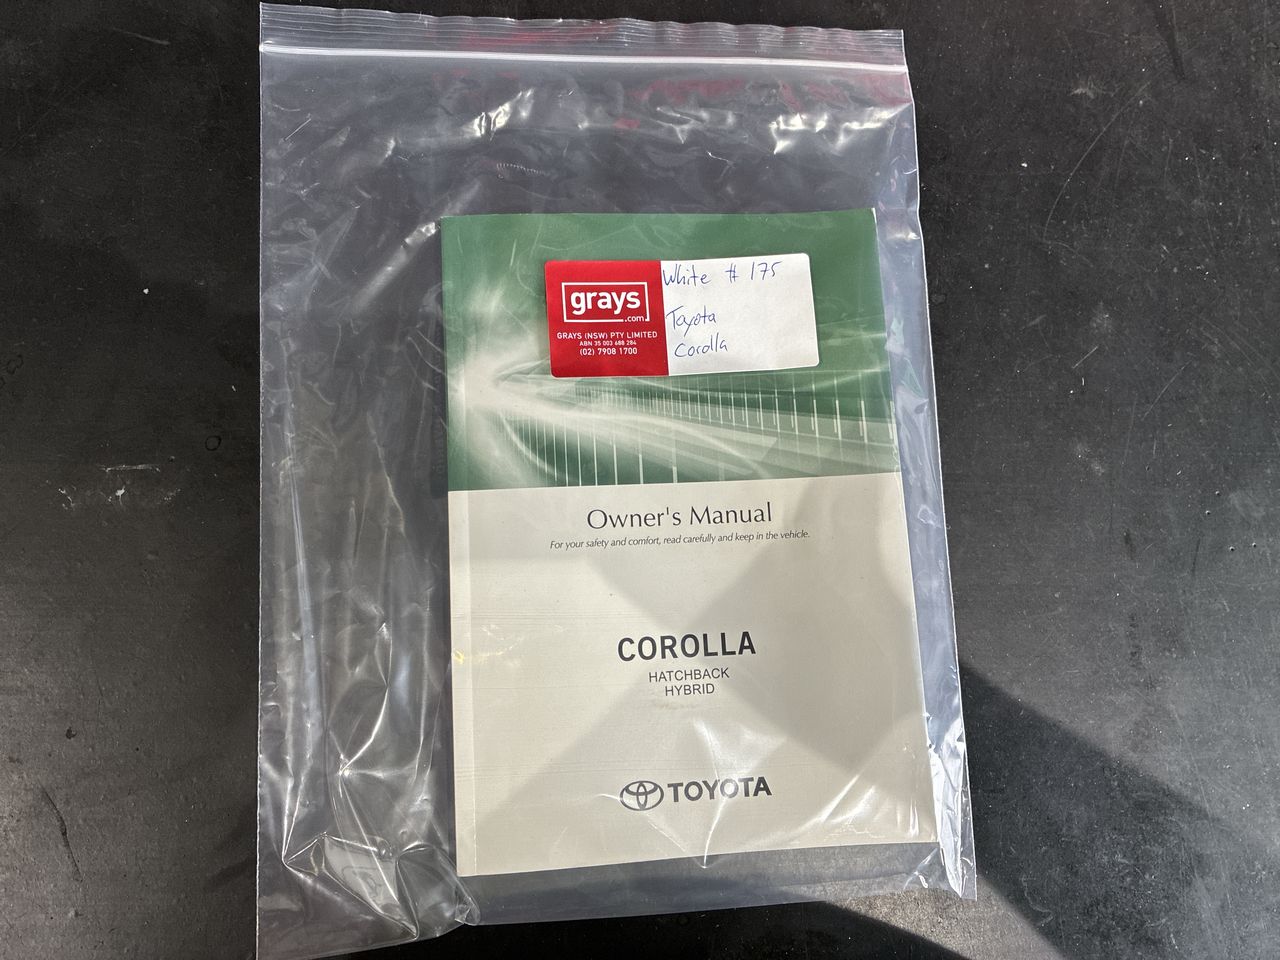 White # 175
Toyota
Corolla
grays
.com
GRAYS (NSW) PTY LIMITED
ABN 35 003 688 284
(02) 7908 1700
Owner's Manual
For your safety and comfort, read carefully and keep in the vehicle.
COROLLA
HATCHBACK
HYBRID
TOYOTA